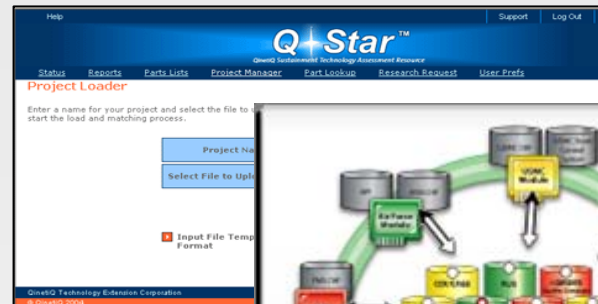 Help
Support
Log Out
Q Star™
QinetiQ Sustainment Technology Assessment Resource
Status
Reports
Parts Lists
Project Manager
Part Lookup
Research Request
User Prefs
Project Loader
Enter a name for your project and select the file to
start the load and matching process.
Project Na
Select File to Uplo
Input File Temp
Format
Air Force
Module
USMC
Module
QinetiQ Technology Extension Corporation
© QinetiQ 2004